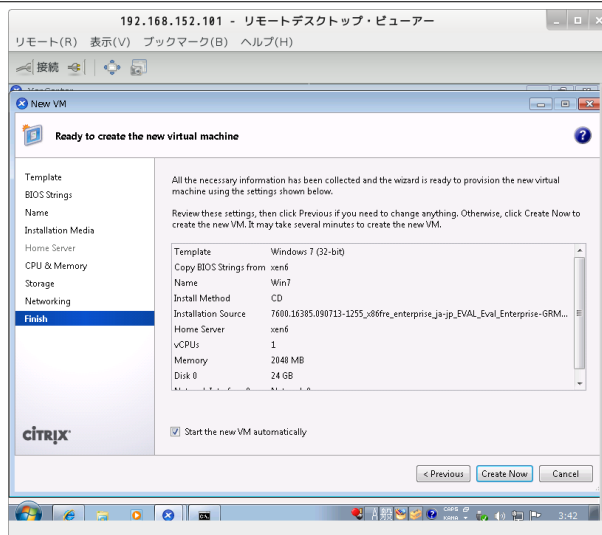 192.168.152.101 - リモートデスクトップ・ビューアー
リモート(R) 表示(V) ブックマーク(B) ヘルプ(H)
接続
New VM
Ready to create the new virtual machine
Template
BIOS Strings
Name
Installation Media
Home Server
CPU & Memory
Storage
Networking
Finish
CİTRIX
All the necessary information has been collected and the wizard is ready to provision the new virtual
machine using the settings shown below.
Review these settings, then click Previous if you need to change anything. Otherwise, click Create Now to
create the new VM. It may take several minutes to create the new VM.
Template Windows 7 (32-bit)
Copy BIOS Strings from xen6
Name Win7
Install Method CD
Installation Source 7600.16385.090713-1255_x86fre_enterprise_ja-jp_EVAL_Eval_Enterprise-GRM...
Home Server xen6
vCPUs 1
Memory 2048 MB
Disk 0 24 GB
Start the new VM automatically
< Previous Create Now Cancel
A 般 CAPS KANA 3:42